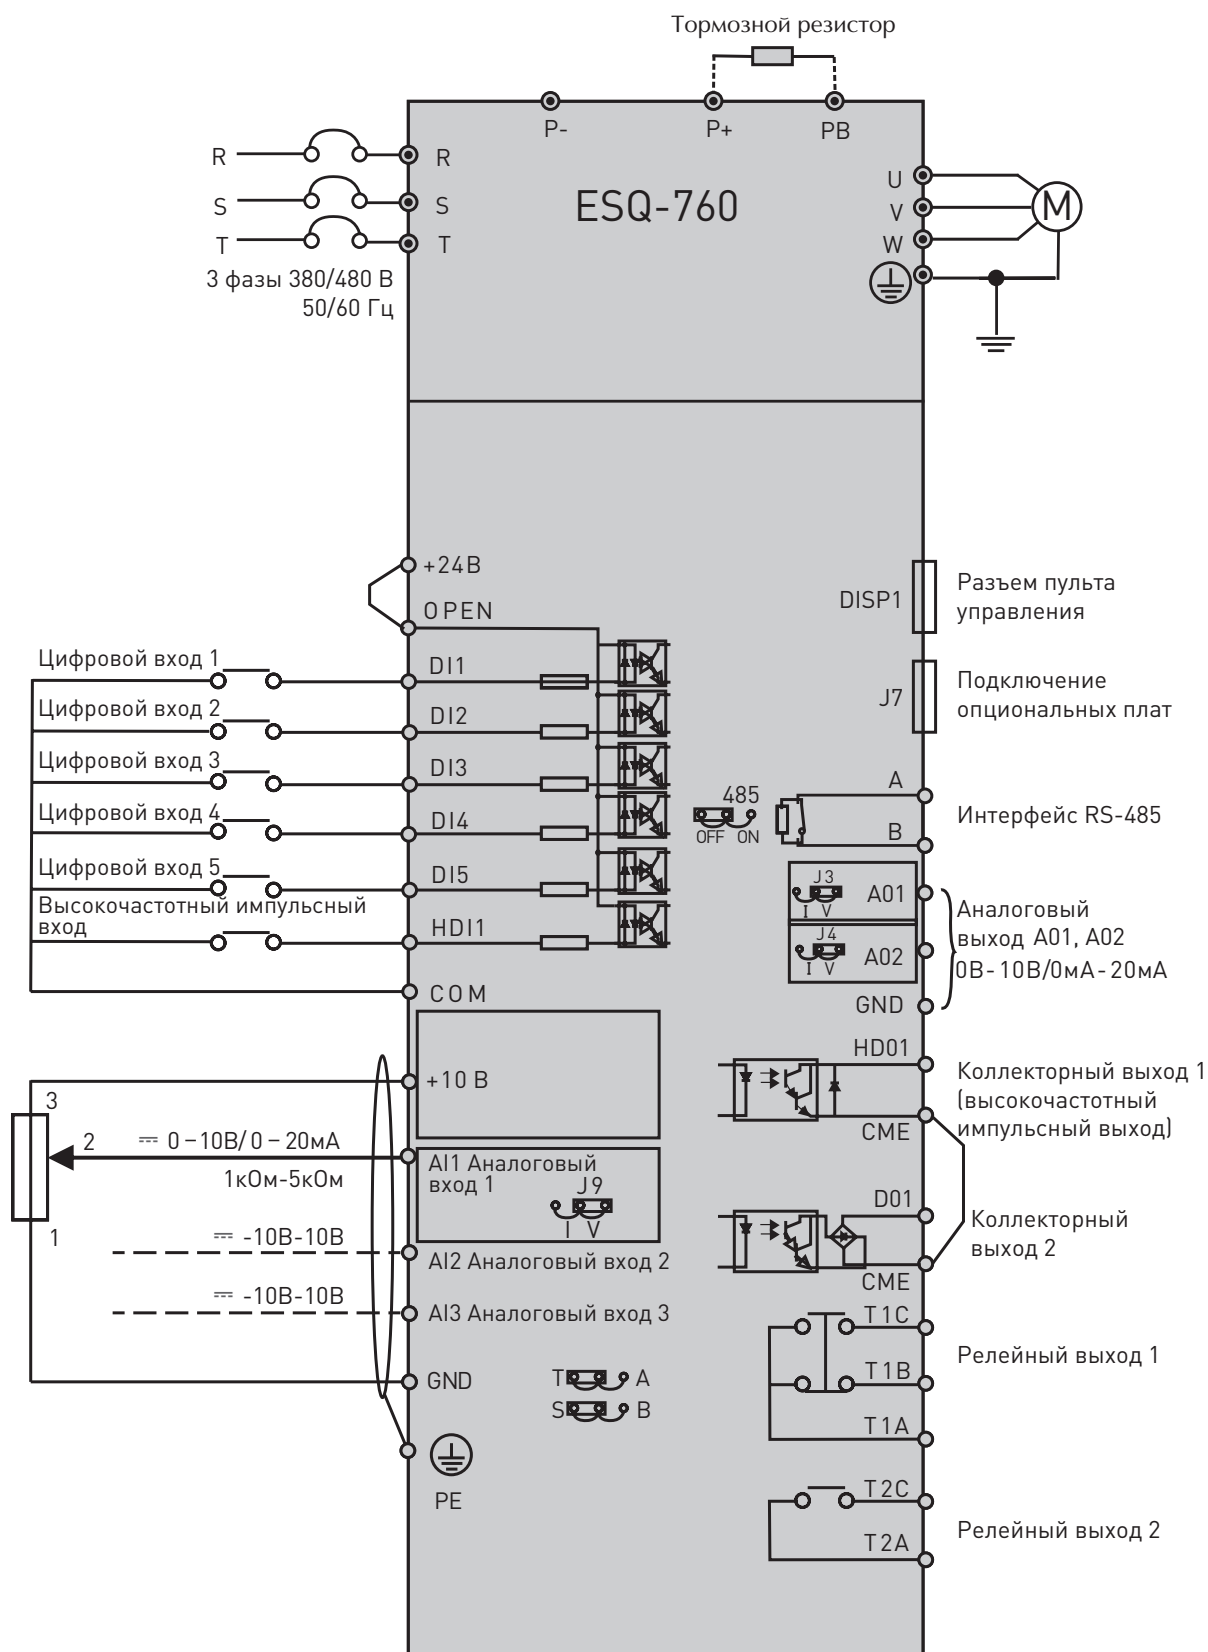 Тормозной резистор
P-
P+
PB
R
R
S
S
T
T
3 фазы 380/480 В
50/60 Гц
ESQ-760
U
V
W
M
+24В
OPEN
DISP1
Разъем пульта
управления
Цифровой вход 1
DI1
J7
Подключение
опциональных плат
Цифровой вход 2
DI2
Цифровой вход 3
DI3
A
485
OFF ON
B
Интерфейс RS-485
Цифровой вход 4
DI4
Цифровой вход 5
DI5
J3
I V
A01
Высокочастотный импульсный
вход
HDI1
J4
I V
A02
Аналоговый
выход А01, А02
0В-10В/0мА-20мА
COM
GND
+10 В
HD01
CME
Коллекторный выход 1
(высокочастотный
импульсный выход)
3
2
1
0–10В/0–20мА
1кОм-5кОм
AI1 Аналоговый
вход 1
J9
I V
D01
CME
Коллекторный
выход 2
-10В-10В
AI2 Аналоговый вход 2
-10В-10В
AI3 Аналоговый вход 3
T1C
T1B
T1A
Релейный выход 1
GND
T
A
S
B
PE
T2C
T2A
Релейный выход 2